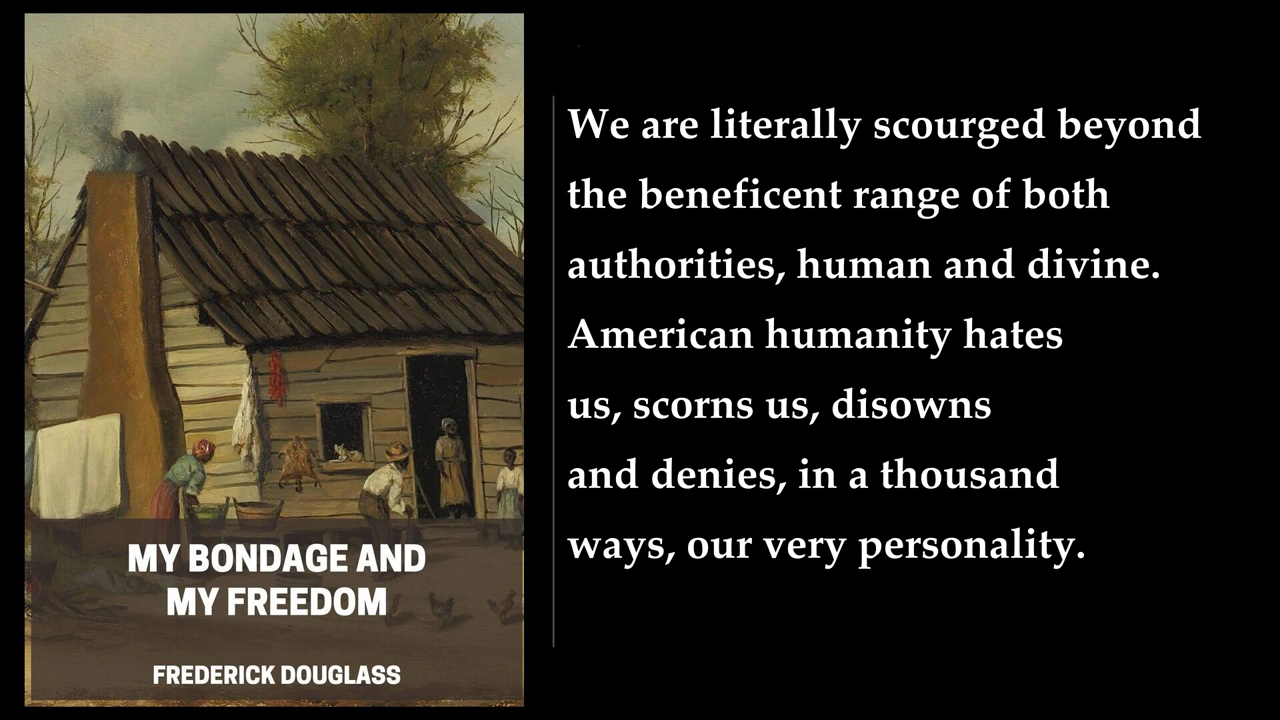 MY BONDAGE AND
MY FREEDOM
FREDERICK DOUGLASS
We are literally scourged beyond
the beneficent range of both
authorities, human and divine.
American humanity hates
us, scorns us, disowns
and denies, in a thousand
ways, our very personality.